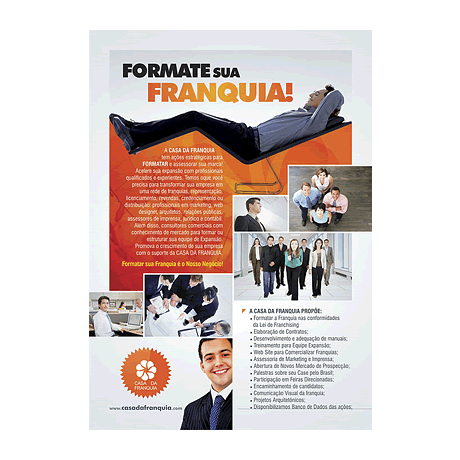 FORMATE SUA
FRANQUIA!
A CASA DA FRANQUIA
tem ações estratégicas para
FORMATAR e assessorar sua marca!
Acelere sua expansão com profissionais
qualificados e experientes. Temos oque você
precisa para transformar sua empresa em
uma rede de franquias, representação,
licenciamento, revendas, credenciamento ou
distribuição; profissionais em marketing, web
designer, arquitetos, relações públicas,
assessores de imprensa, jurídico e contábil.
Além disso, consultores comerciais com
conhecimento de mercado para formar ou
estruturar sua equipe de Expansão.
Promova o crescimento de sua empresa
com o suporte da CASA DA FRANQUIA.
Formatar sua Franquia é o Nosso Negócio!
A CASA DA FRANQUIA PROPÕE:
• Formatar a Franquia nas conformidades
da Lei de Franchising
• Elaboração de Contratos;
• Desenvolvimento e adequação de manuais;
• Treinamento para Equipe Expansão;
• Web Site para Comercializar Franquias;
• Assessoria de Marketing e Imprensa;
• Abertura de Novos Mercado de Prospecção;
• Palestras sobre seu Case pelo Brasil;
• Participação em Feiras Direcionadas;
• Encaminhamento de candidatos;
• Comunicação Visual da franquia;
• Projetos Arquitetônicos;
• Disponibilizamos Banco de Dados das ações;
CASA DA
FRANQUIA
www.casadafranquia.com